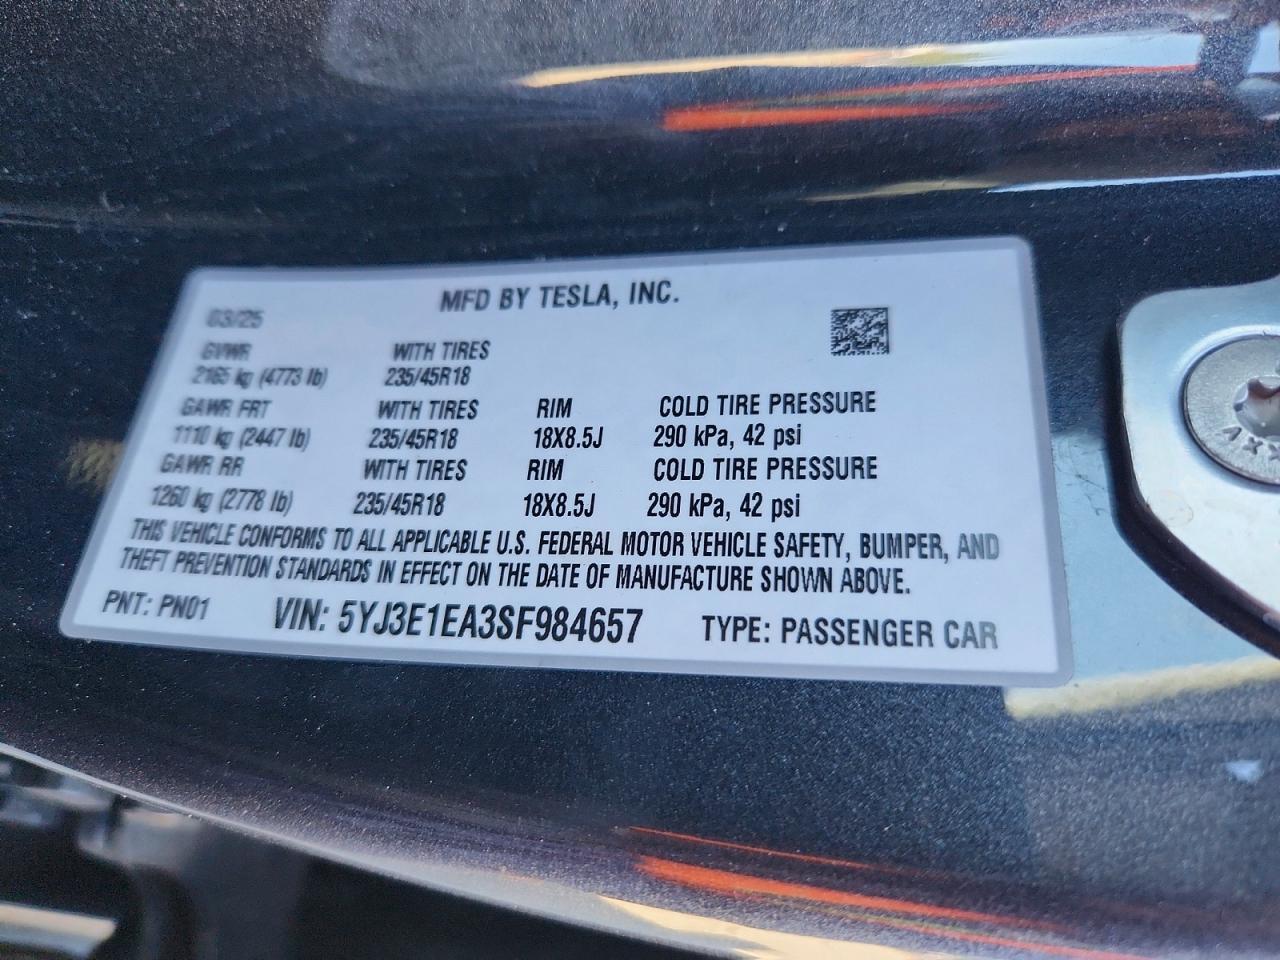 MFD BY TESLA, INC.
03/25
GVWR WITH TIRES
2165 kg (4773 lb) 235/45R18
GAWR FRT WITH TIRES RIM COLD TIRE PRESSURE
1110 kg (2447 lb) 235/45R18 18X8.5J 290 kPa, 42 psi
GAWR RR WITH TIRES RIM COLD TIRE PRESSURE
1260 kg (2778 lb) 235/45R18 18X8.5J 290 kPa, 42 psi
THIS VEHICLE CONFORMS TO ALL APPLICABLE U.S. FEDERAL MOTOR VEHICLE SAFETY, BUMPER, AND
THEFT PREVENTION STANDARDS IN EFFECT ON THE DATE OF MANUFACTURE SHOWN ABOVE.
PNT: PN01 VIN: 5YJ3E1EA3SF984657 TYPE: PASSENGER CAR